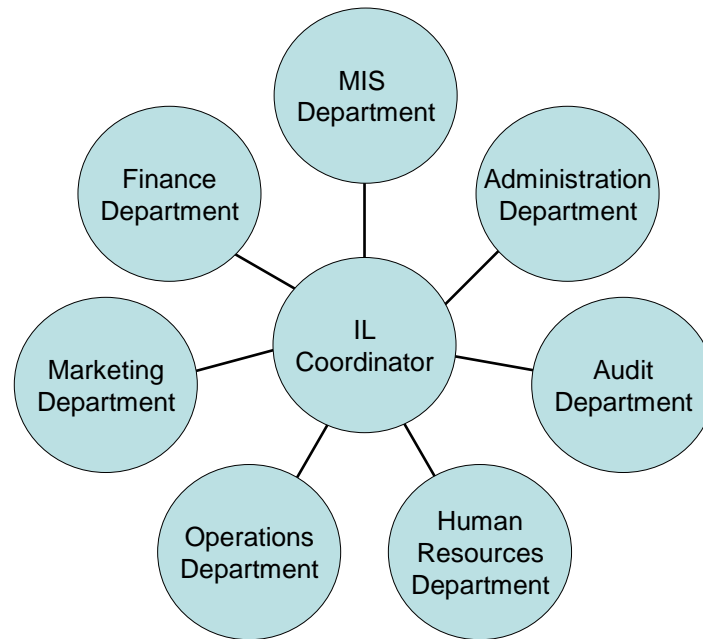 MIS
Department
Finance
Department
Administration
Department
IL
Coordinator
Marketing
Department
Audit
Department
Operations
Department
Human
Resources
Department